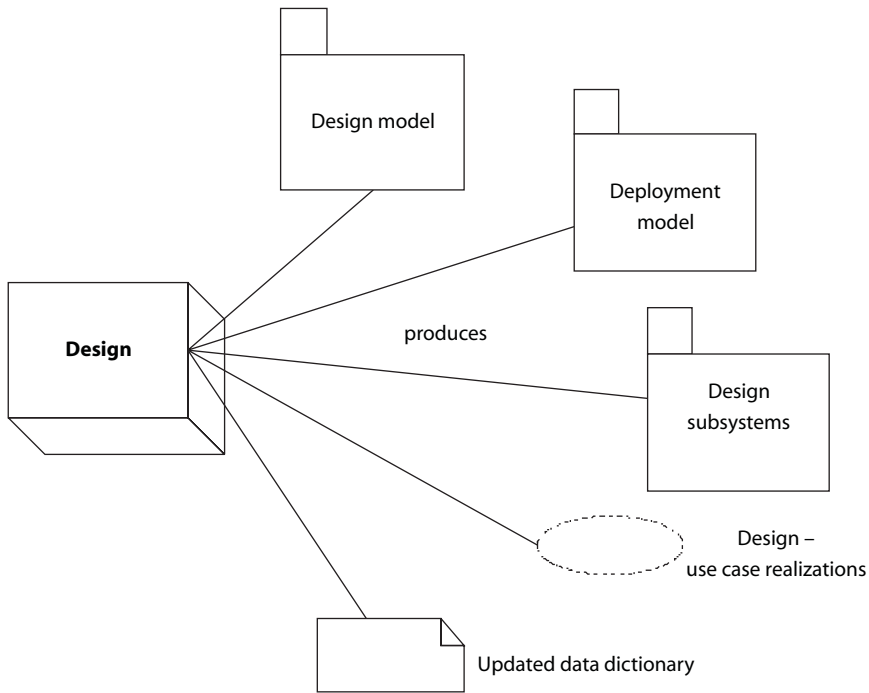 Design model
Deployment
model
produces
Design
Design
subsystems
Design –
use case realizations
Updated data dictionary